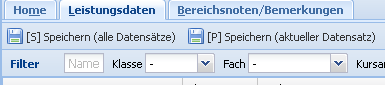 Home Leistungsdaten Bereichsnoten/Bemerkungen
[S] Speichern (alle Datensätze) [P] Speichern (aktueller Datensatz)
Filter Name Klasse - Fach - Kursar